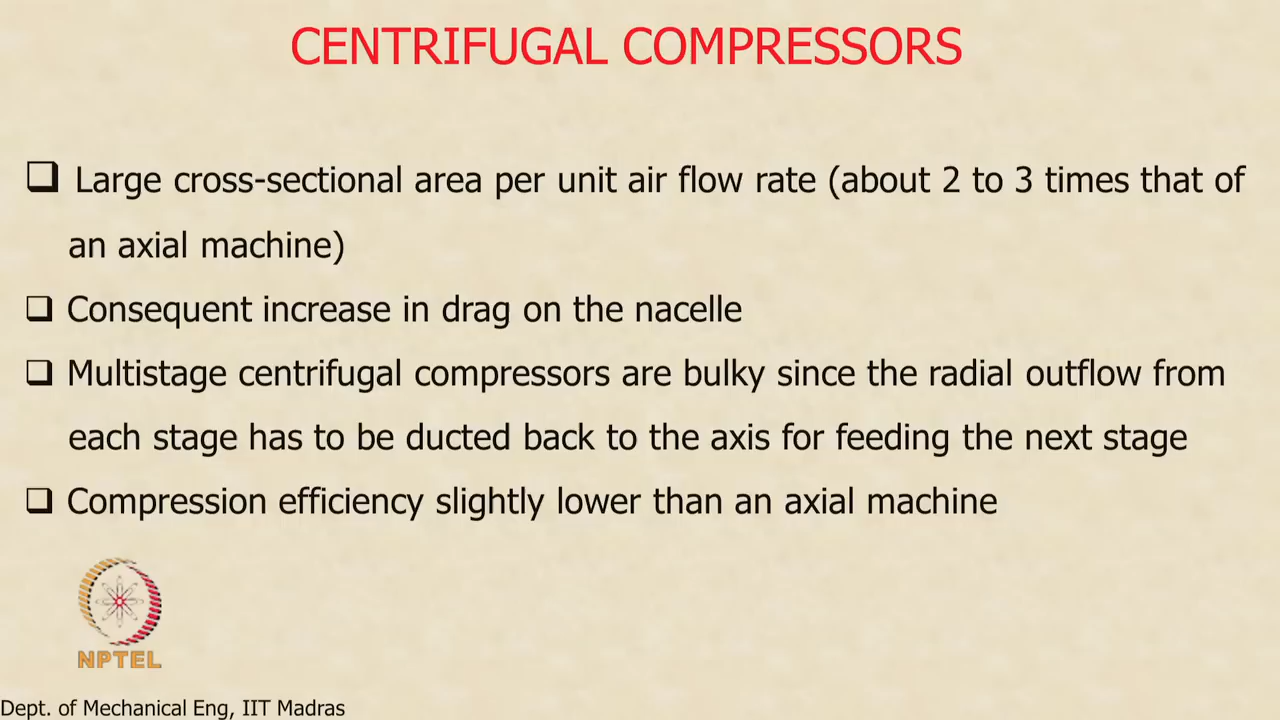 CENTRIFUGAL COMPRESSORS
Large cross-sectional area per unit air flow rate (about 2 to 3 times that of
an axial machine)
Consequent increase in drag on the nacelle
Multistage centrifugal compressors are bulky since the radial outflow from
each stage has to be ducted back to the axis for feeding the next stage
Compression efficiency slightly lower than an axial machine
NPTEL
Dept. of Mechanical Eng, IIT Madras